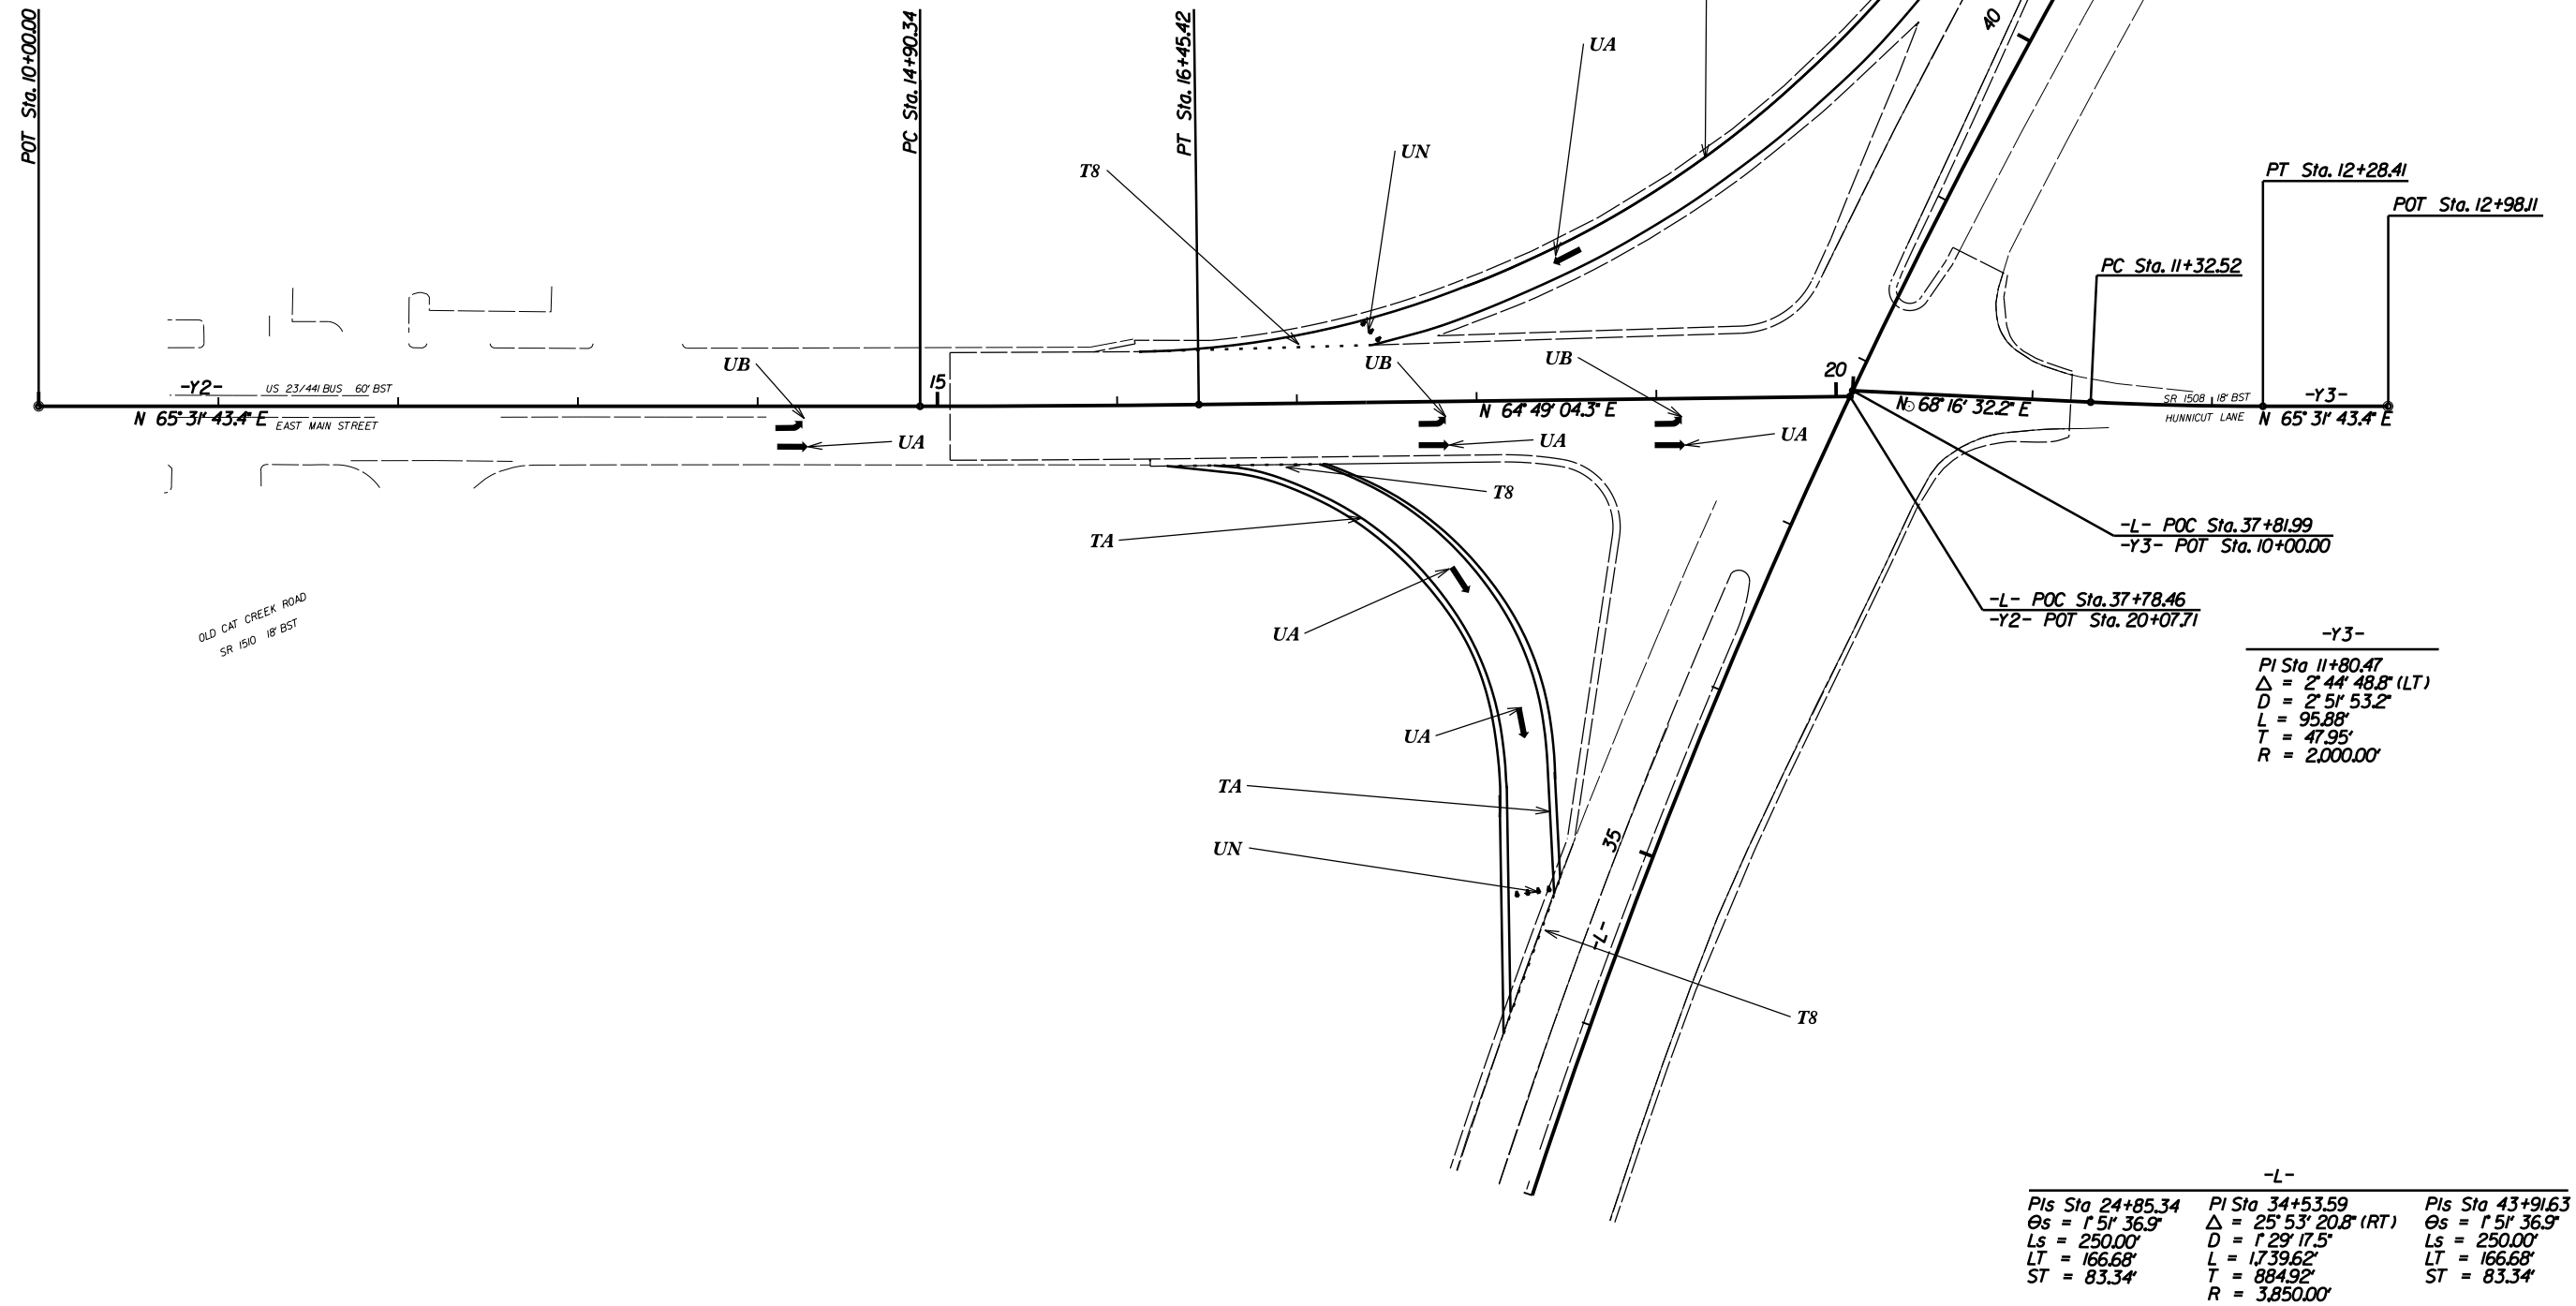 POT Sta. 10+00.00
PC Sta. 14+90.34
PT Sta. 16+45.42
UA
40
UN
T8
PT Sta. 12+28.41
POT Sta. 12+98.11
PC Sta. 11+32.52
UB
UB
UB
15
20
-Y2-
US 23/441 BUS 60' BST
N 65° 31' 43.4" E
EAST MAIN STREET
N 64° 49' 04.3" E
N 68° 16' 32.2" E
SR 1508 18' BST
HUNNICUT LANE
-Y3-
N 65° 31' 43.4" E
UA
UA
UA
T8
TA
-L- POC Sta. 37+81.99
-Y3- POT Sta. 10+00.00
-L- POC Sta. 37+78.46
-Y2- POT Sta. 20+07.71
OLD CAT CREEK ROAD
SR 1510 18' BST
UA
UA
TA
UN
35
-L-
T8
-Y3-
PI Sta 11+80.47
Δ = 2° 44' 48.8" (LT)
D = 2° 51' 53.2"
L = 95.88'
T = 47.95'
R = 2,000.00'
-L-
PIs Sta 24+85.34
Θs = 1° 51' 36.9"
Ls = 250.00'
LT = 166.68'
ST = 83.34'
PI Sta 34+53.59
Δ = 25° 53' 20.8" (RT)
D = 1° 29' 17.5"
L = 1,739.62'
T = 884.92'
R = 3,850.00'
PIs Sta 43+91.63
Θs = 1° 51' 36.9"
Ls = 250.00'
LT = 166.68'
ST = 83.34'